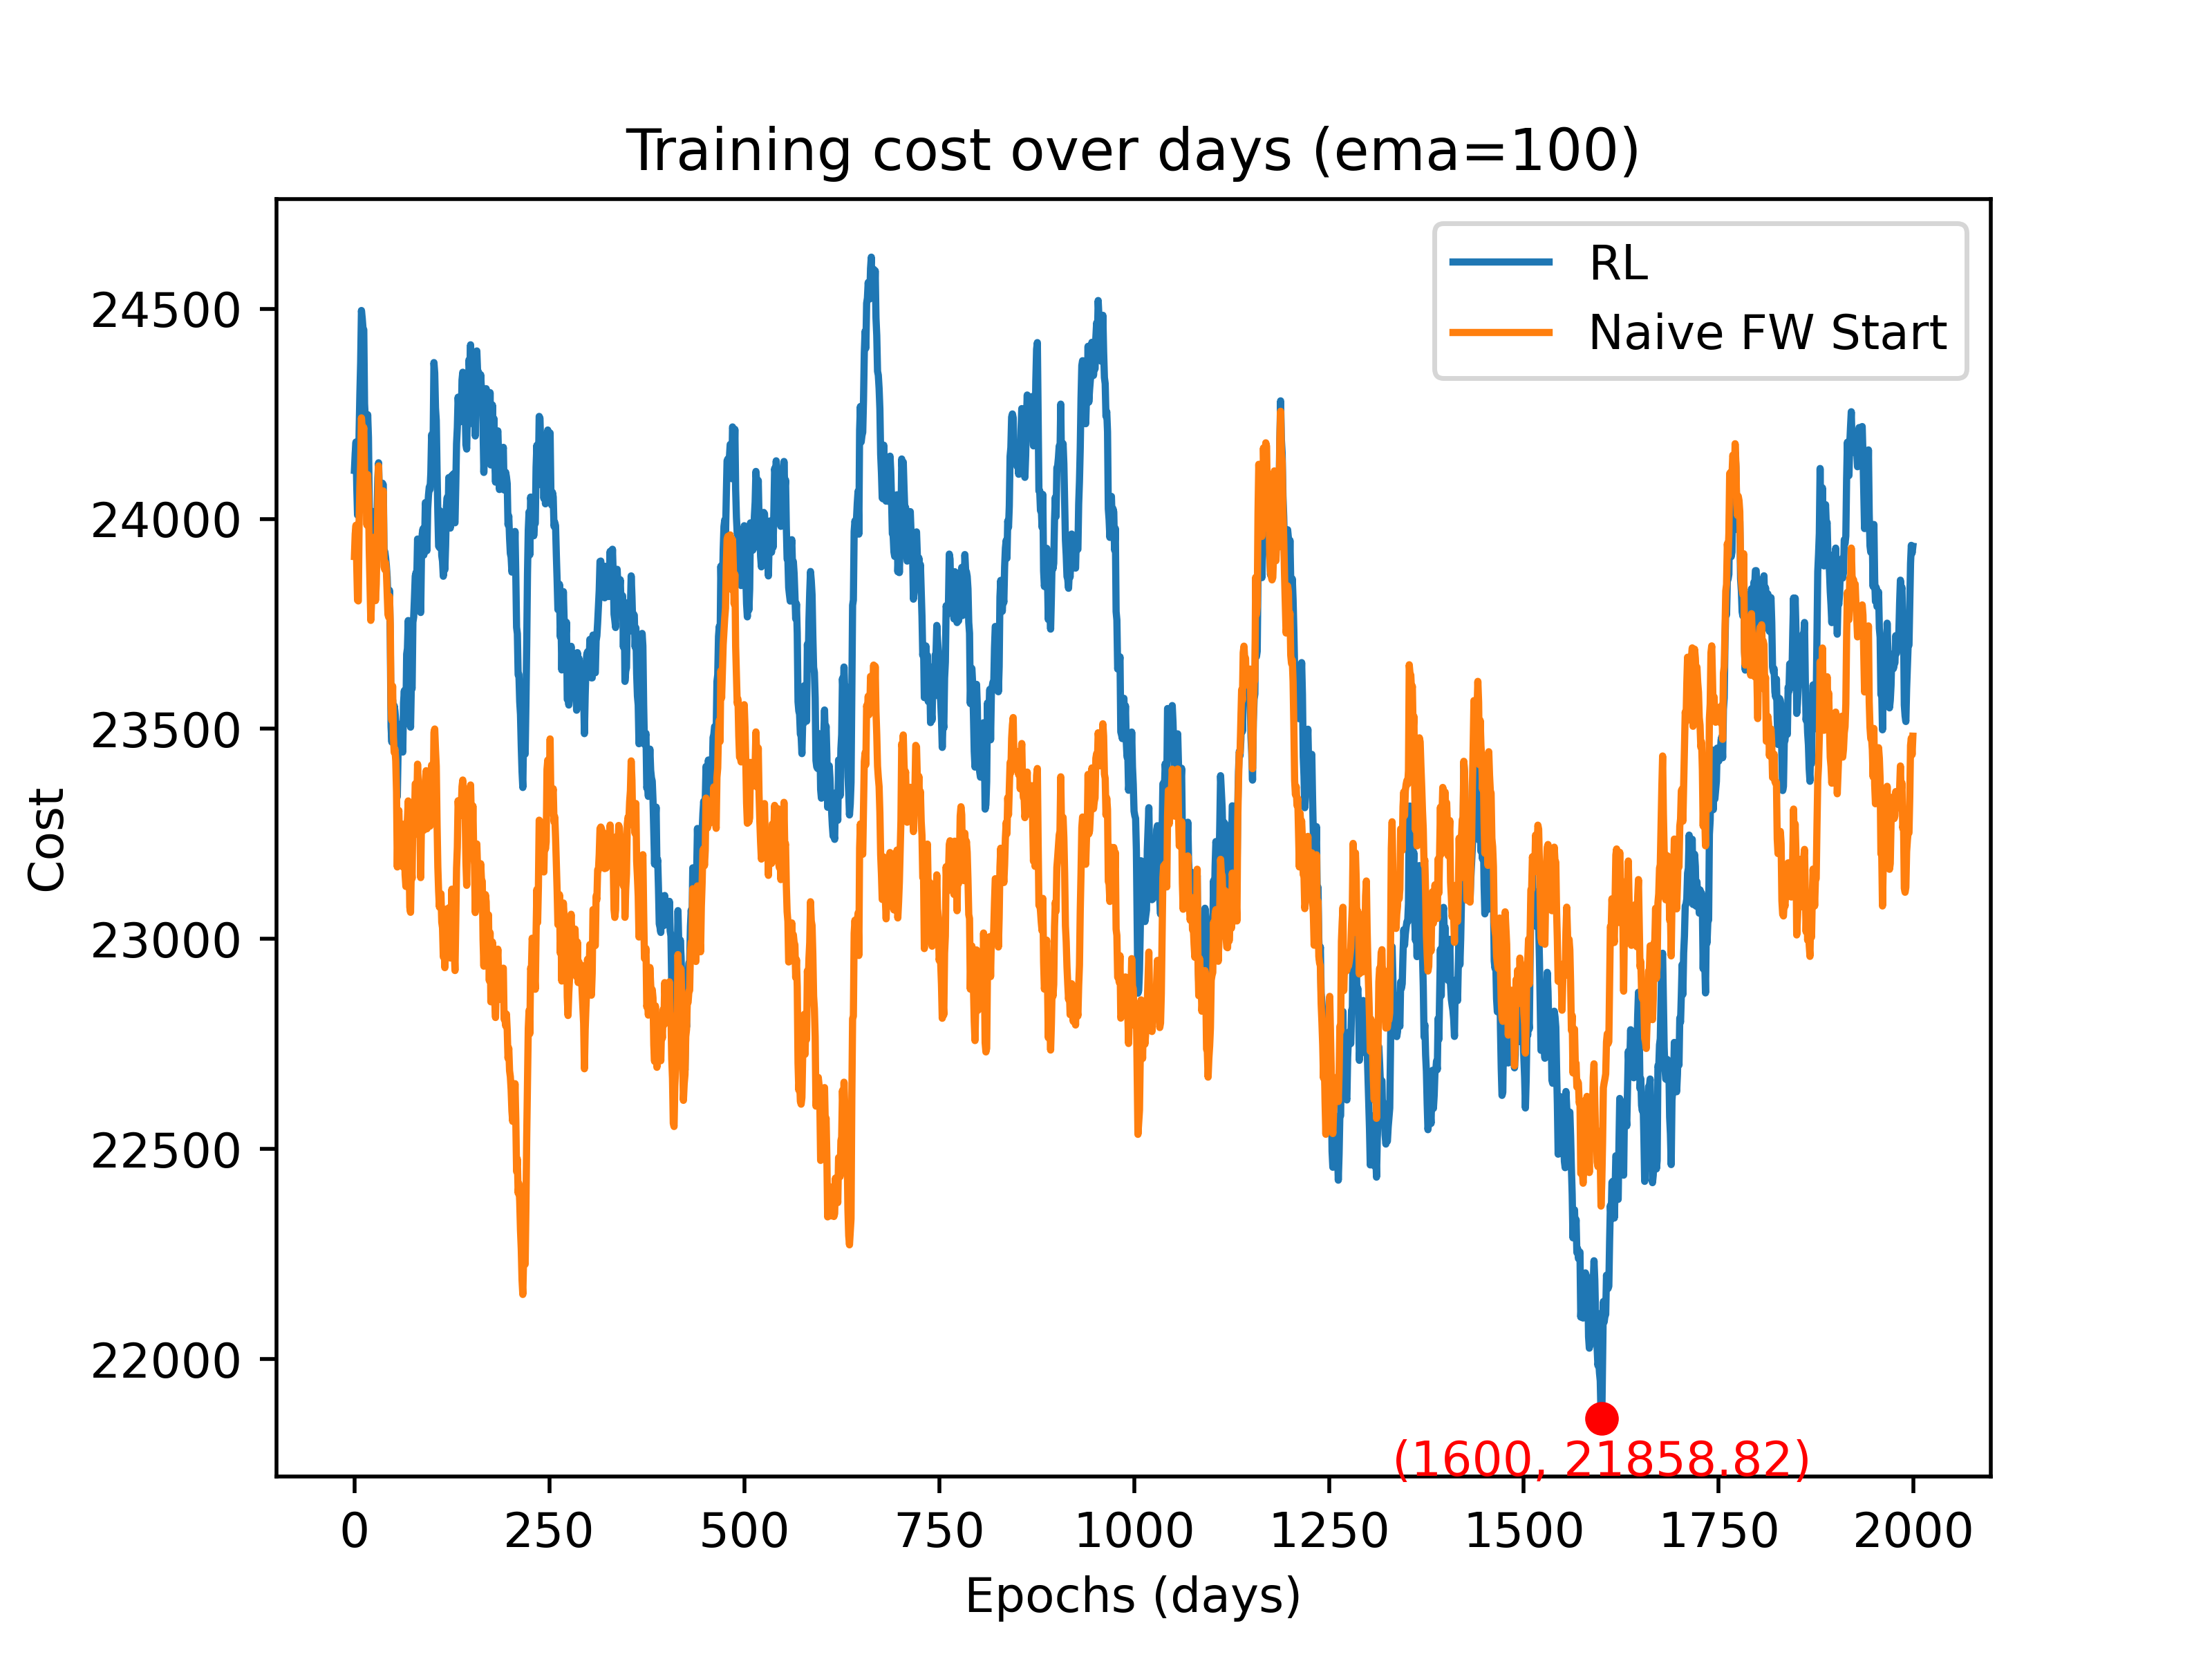 Training cost over days (ema=100)
RL
Naive FW Start
24500
24000
23500
23000
22500
22000
Cost
(1600, 21858.82)
0 250 500 750 1000 1250 1500 1750 2000
Epochs (days)